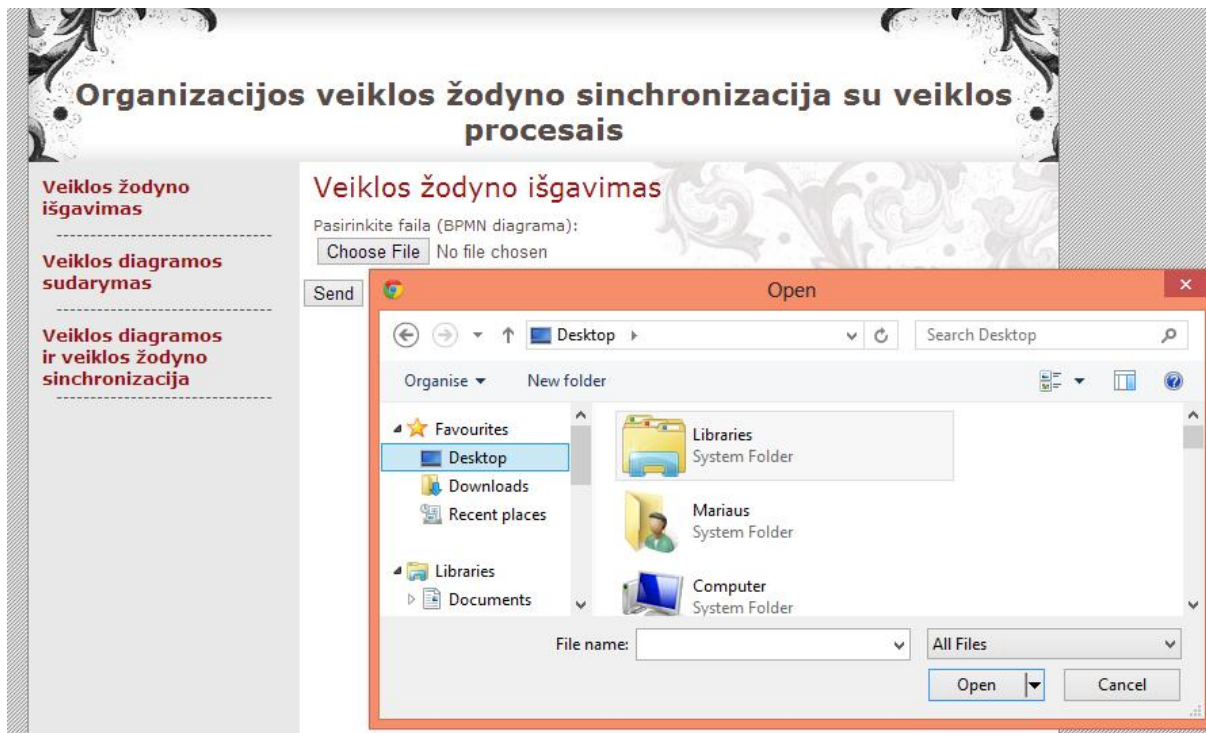 Organizacijos veiklos žodyno sinchronizacija su veiklos
procesais
Veiklos žodyno
išgavimas
Veiklos diagramos
sudarymas
Veiklos diagramos
ir veiklos žodyno
sinchronizacija
Veiklos žodyno išgavimas
Pasirinkite faila (BPMN diagrama):
Choose File No file chosen
Send
Open
Desktop
Search Desktop
Organise
New folder
Favourites
Desktop
Downloads
Recent places
Libraries
Documents
Libraries
System Folder
Mariaus
System Folder
Computer
System Folder
File name:
All Files
Open
Cancel